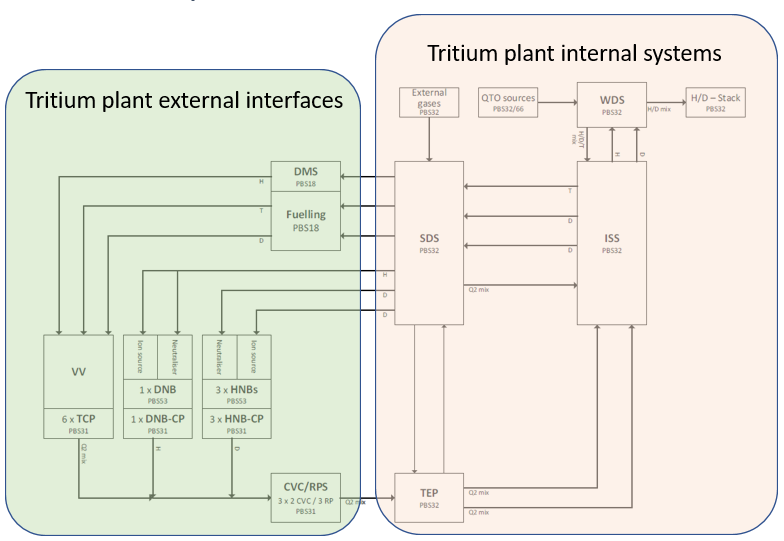 Tritium plant internal systems
Tritium plant external interfaces
External
gases
PBS32
QTO sources
PBS32/66
WDS
PBS32
H/D mix
H/D – Stack
PBS32
H/D/T
mix
H
D
DMS
PBS18
H
Fuelling
PBS18
T
D
SDS
PBS32
ISS
PBS32
T
D
D
H
D
D
Q2 mix
VV
6 x TCP
PBS31
Ion source
Neutraliser
1 x DNB
PBS53
1 x DNB-CP
PBS31
Neutraliser
Ion source
3 x HNBs
PBS53
3 x HNB-CP
PBS31
Q2 mix
H
D
CVC/RPS
3 x 2 CVC / 3 RP
PBS31
Q2 mix
TEP
PBS32
Q2 mix
Q2 mix